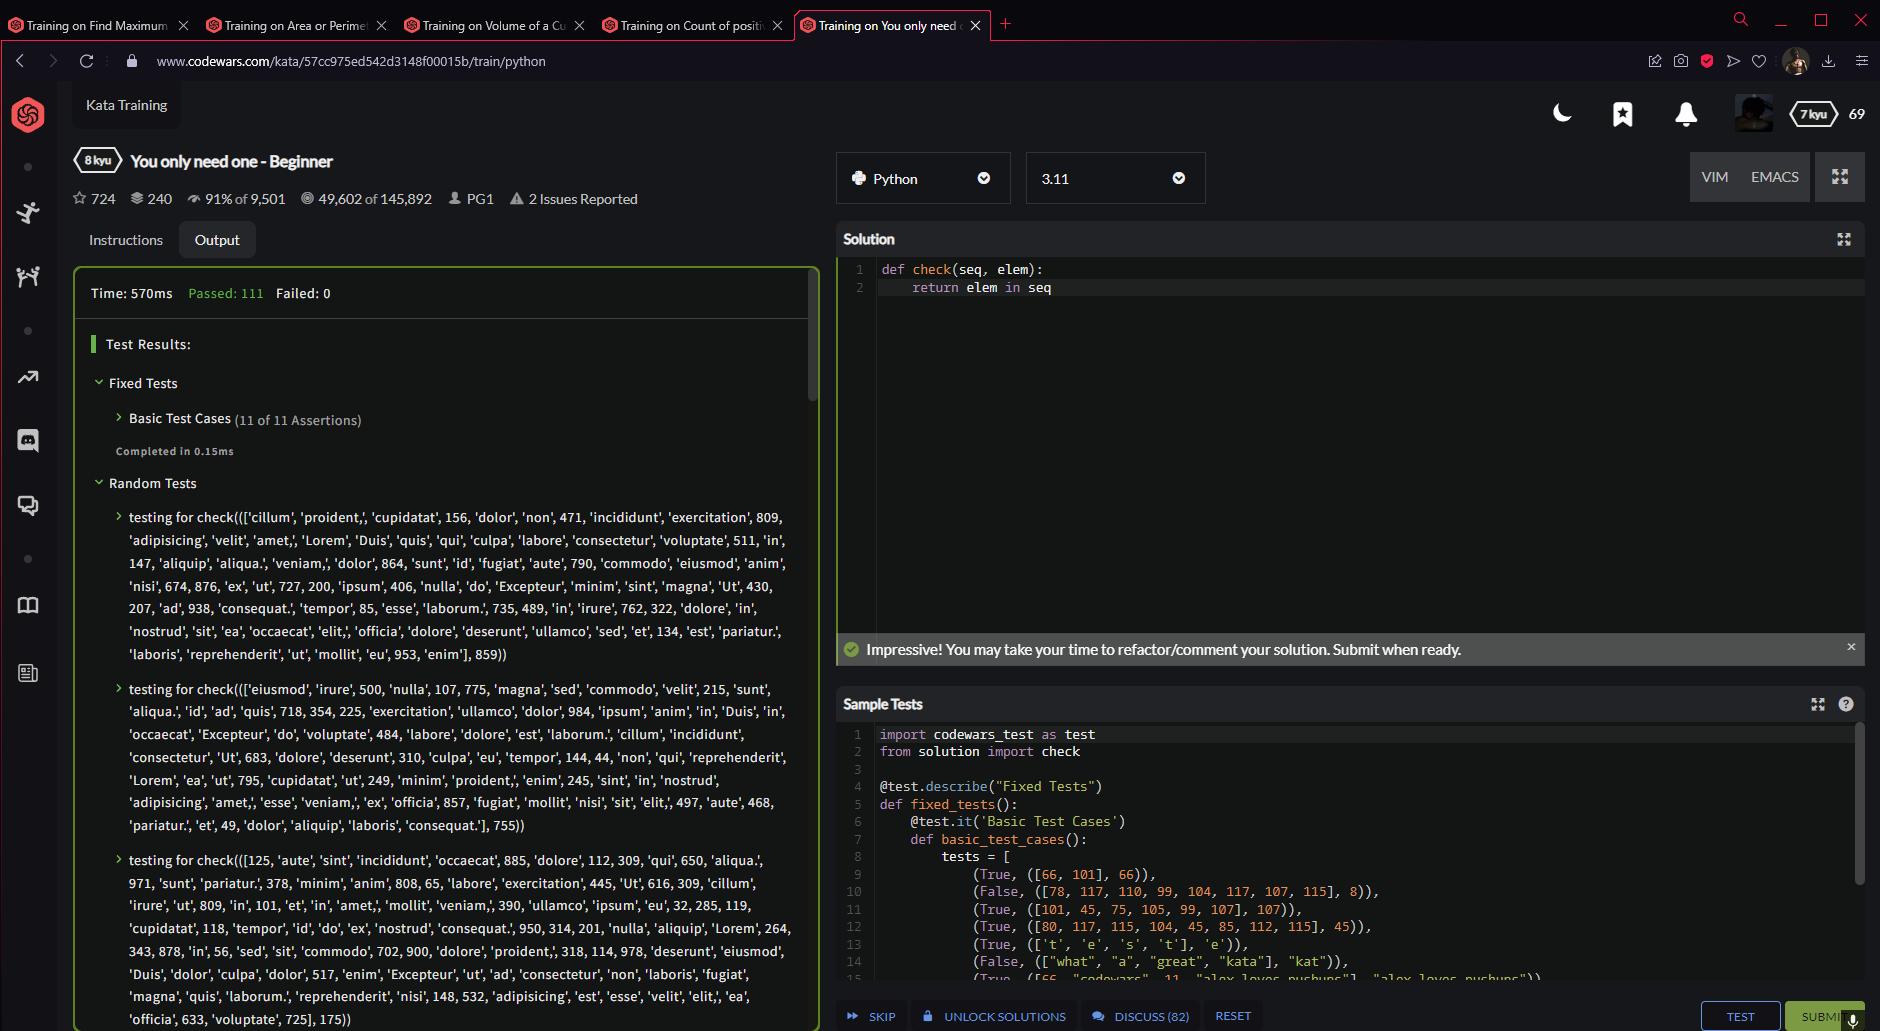 Training on Find Maximum
Training on Area or Perime
Training on Volume of a Cu
Training on Count of positi
Training on You only need
www.codewars.com/kata/57cc975ed542d3148f00015b/train/python
Kata Training
7 kyu
69
8 kyu
You only need one - Beginner
724
240
91% of 9,501
49,602 of 145,892
PG1
2 Issues Reported
Python
3.11
VIM
EMACS
Instructions
Output
Time: 570ms Passed: 111 Failed: 0
Test Results:
Fixed Tests
Basic Test Cases (11 of 11 Assertions)
Completed in 0.15ms
Random Tests
testing for check((['cillum', 'proident,', 'cupidatat', 156, 'dolor', 'non', 471, 'incididunt', 'exercitation', 809,
'adipisicing', 'velit', 'amet,', 'Lorem', 'Duis', 'quis', 'qui', 'culpa', 'labore', 'consectetur', 'voluptate', 511, 'in',
147, 'aliquip', 'aliqua.', 'veniam,', 'dolor', 864, 'sunt', 'id', 'fugiat', 'aute', 790, 'commodo', 'eiusmod', 'anim',
'nisi', 674, 876, 'ex', 'ut', 727, 200, 'ipsum', 406, 'nulla', 'do', 'Excepteur', 'minim', 'sint', 'magna', 'Ut', 430,
207, 'ad', 938, 'consequat.', 'tempor', 85, 'esse', 'laborum.', 735, 489, 'in', 'irure', 762, 322, 'dolore', 'in',
'nostrud', 'sit', 'ea', 'occaecat', 'elit,', 'officia', 'dolore', 'deserunt', 'ullamco', 'sed', 'et', 134, 'est', 'pariatur.',
'laboris', 'reprehenderit', 'ut', 'mollit', 'eu', 953, 'enim'], 859))
testing for check((['eiusmod', 'irure', 500, 'nulla', 107, 775, 'magna', 'sed', 'commodo', 'velit', 215, 'sunt',
'aliqua.', 'id', 'ad', 'quis', 718, 354, 225, 'exercitation', 'ullamco', 'dolor', 984, 'ipsum', 'anim', 'in', 'Duis', 'in',
'occaecat', 'Excepteur', 'do', 'voluptate', 484, 'labore', 'dolore', 'est', 'laborum.', 'cillum', 'incididunt',
'consectetur', 'Ut', 683, 'dolore', 'deserunt', 310, 'culpa', 'eu', 'tempor', 144, 44, 'non', 'qui', 'reprehenderit',
'Lorem', 'ea', 'ut', 795, 'cupidatat', 'ut', 249, 'minim', 'proident,', 'enim', 245, 'sint', 'in', 'nostrud',
'adipisicing', 'amet,', 'esse', 'veniam,', 'ex', 'officia', 857, 'fugiat', 'mollit', 'nisi', 'sit', 'elit,', 497, 'aute', 468,
'pariatur.', 'et', 49, 'dolor', 'aliquip', 'laboris', 'consequat.'], 755))
testing for check(([125, 'aute', 'sint', 'incididunt', 'occaecat', 885, 'dolore', 112, 309, 'qui', 650, 'aliqua.',
971, 'sunt', 'pariatur.', 378, 'minim', 'anim', 808, 65, 'labore', 'exercitation', 445, 'Ut', 616, 309, 'cillum',
'irure', 'ut', 809, 'in', 101, 'et', 'in', 'amet,', 'mollit', 'veniam,', 390, 'ullamco', 'ipsum', 'eu', 32, 285, 119,
'cupidatat', 118, 'tempor', 'id', 'do', 'ex', 'nostrud', 'consequat.', 950, 314, 201, 'nulla', 'aliquip', 'Lorem', 264,
343, 878, 'in', 56, 'sed', 'sit', 'commodo', 702, 900, 'dolore', 'proident,', 318, 114, 978, 'deserunt', 'eiusmod',
'Duis', 'dolor', 'culpa', 'dolor', 517, 'enim', 'Excepteur', 'ut', 'ad', 'consectetur', 'non', 'laboris', 'fugiat',
'magna', 'quis', 'laborum.', 'reprehenderit', 'nisi', 148, 532, 'adipisicing', 'est', 'esse', 'velit', 'elit,', 'ea',
'officia', 633, 'voluptate', 725], 175))
Solution
1 def check(seq, elem):
2 return elem in seq
Impressive! You may take your time to refactor/comment your solution. Submit when ready.
Sample Tests
1 import codewars_test as test
2 from solution import check
3
4 @test.describe("Fixed Tests")
5 def fixed_tests():
6 @test.it('Basic Test Cases')
7 def basic_test_cases():
8 tests = [
9 (True, ([66, 101], 66)),
10 (False, ([78, 117, 110, 99, 104, 117, 107, 115], 8)),
11 (True, ([101, 45, 75, 105, 99, 107], 107)),
12 (True, ([80, 117, 115, 104, 45, 85, 112, 115], 45)),
13 (True, (['t', 'e', 's', 't'], 'e')),
14 (False, (["what", "a", "great", "kata"], "kat")),
15 (True, ([66, "codewars", 11, "alex loves pushups"], "alex loves pushups"))
SKIP
UNLOCK SOLUTIONS
DISCUSS (82)
RESET
TEST
SUBMIT